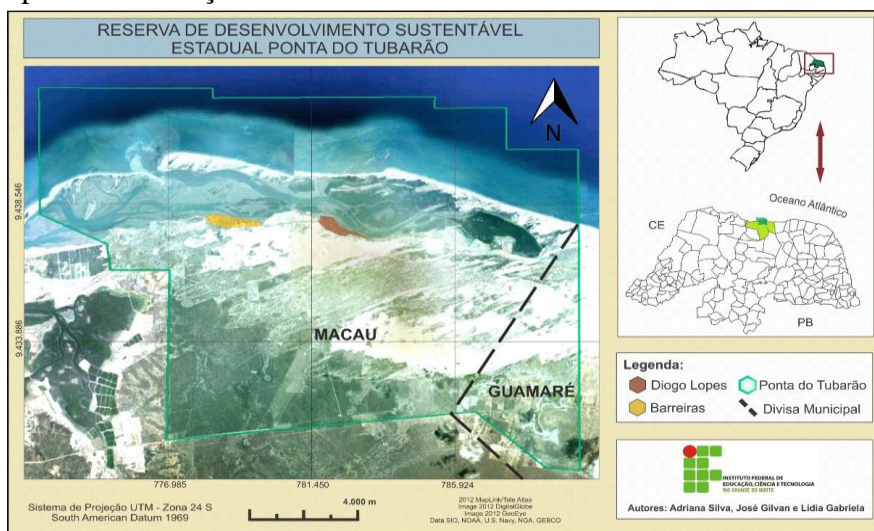 RESERVA DE DESENVOLVIMENTO SUSTENTÁVEL
ESTADUAL PONTA DO TUBARÃO
N
9.438.546
9.433.886
MACAU
GUAMARÉ
776.985
781.450
785.924
Sistema de Projeção UTM - Zona 24 S
South American Datum 1969
4.000 m
2012 MapLink/Tele Atlas
Image 2012 DigitalGlobe
Image 2012 GeoEye
Data SIO, NOAA, U.S. Navy, NGA, GEBCO
Oceano Atlântico
CE
PB
Legenda:
Diogo Lopes
Ponta do Tubarão
Barreiras
Divisa Municipal
INSTITUTO FEDERAL DE
EDUCAÇÃO, CIÊNCIA E TECNOLOGIA
RIO GRANDE DO NORTE
Autores: Adriana Silva, José Gilvan e Lídia Gabriela